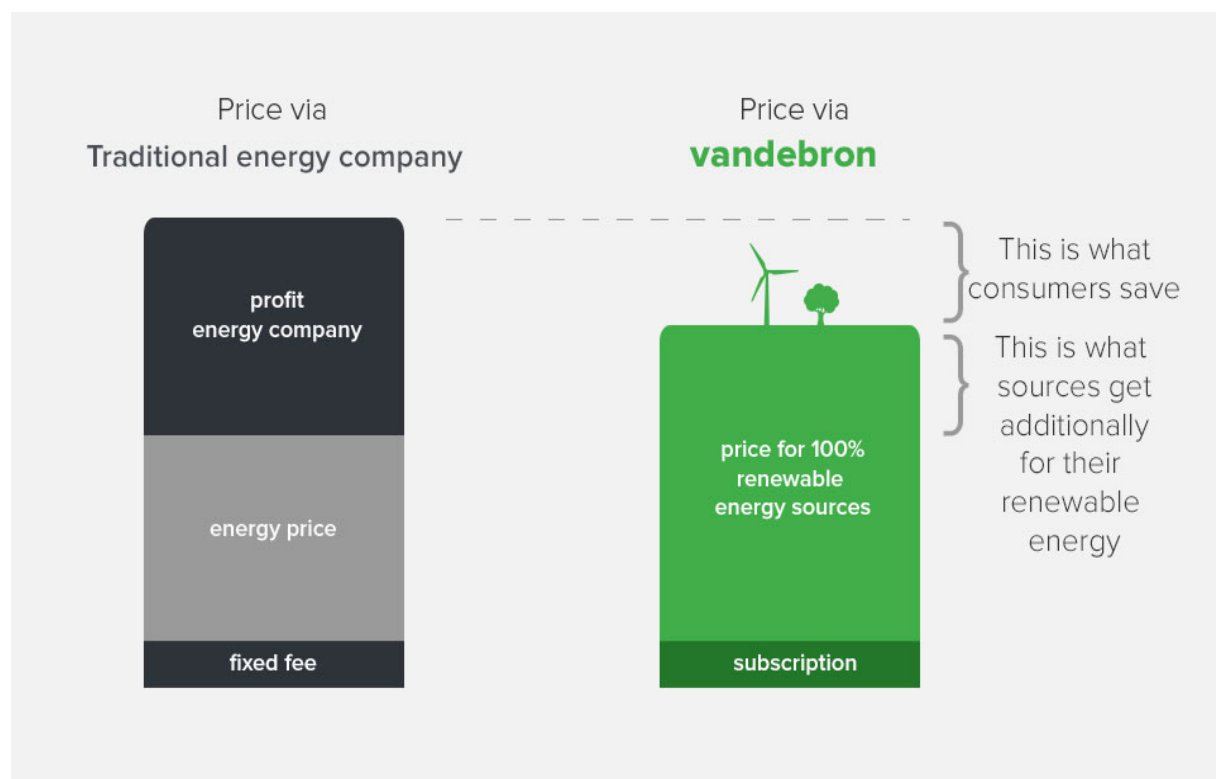 Price via
Traditional energy company
Price via
vandebron
profit
energy company
energy price
fixed fee
price for 100%
renewable
energy sources
subscription
This is what
consumers save
This is what
sources get
additionally
for their
renewable
energy